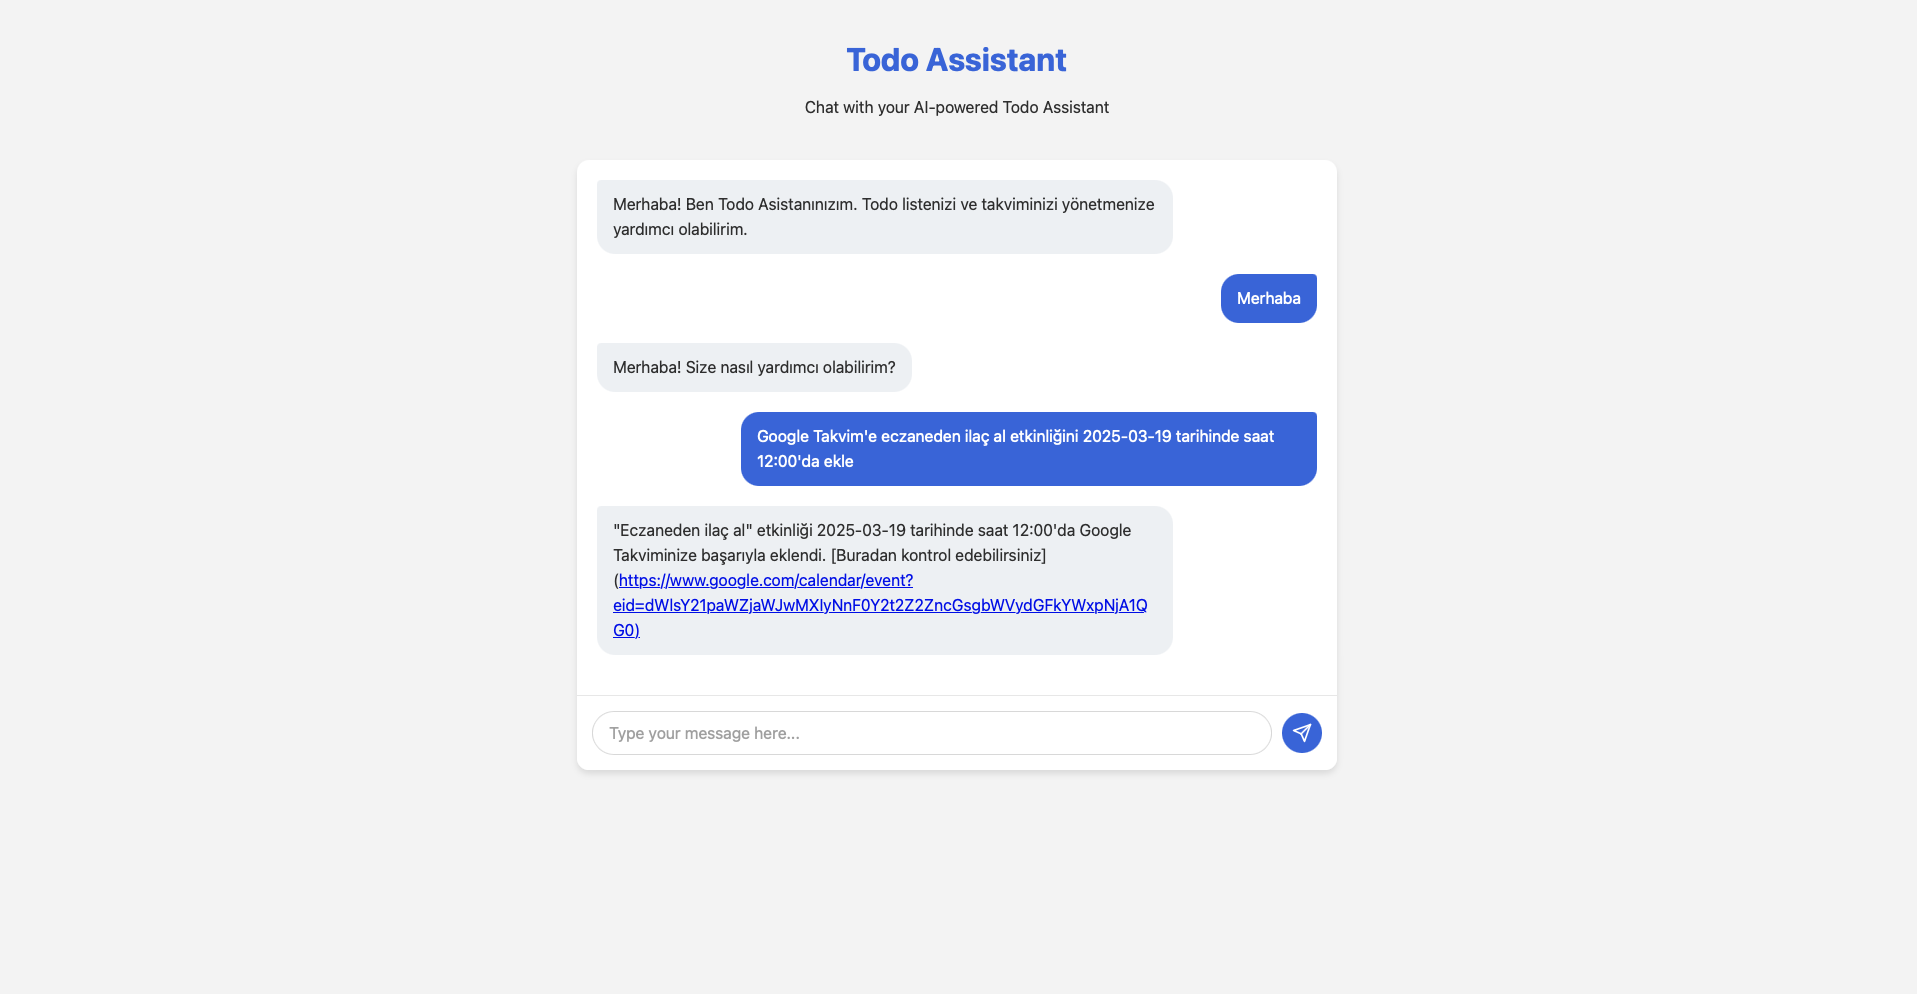 Todo Assistant
Chat with your AI-powered Todo Assistant
Merhaba! Ben Todo Asistanınızım. Todo listenizi ve takviminizi yönetmenize
yardımcı olabilirim.
Merhaba
Merhaba! Size nasıl yardımcı olabilirim?
Google Takvim'e eczaneden ilaç al etkinliğini 2025-03-19 tarihinde saat
12:00'da ekle
"Eczaneden ilaç al" etkinliği 2025-03-19 tarihinde saat 12:00'da Google
Takviminize başarıyla eklendi. [Buradan kontrol edebilirsiniz]
(https://www.google.com/calendar/event?
eid=dWlsY21paWZjaWJwMXIyNnF0Y2t2Z2ZncGsgbWVydGFkYWxpNjA1Q
G0)
Type your message here...